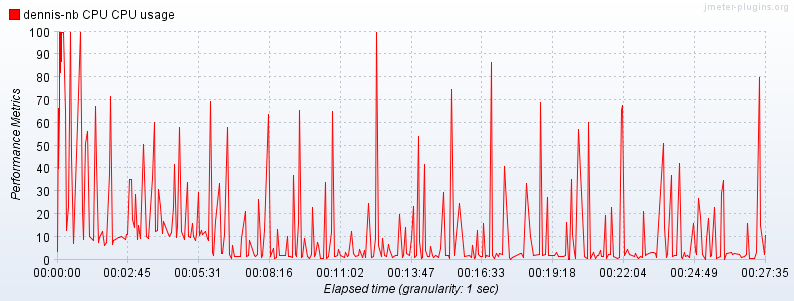 jmeter-plugins.org
dennis-nb CPU CPU usage
Performance Metrics
100
90
80
70
60
50
40
30
20
10
0
00:00:00 00:02:45 00:05:31 00:08:16 00:11:02 00:13:47 00:16:33 00:19:18 00:22:04 00:24:49 00:27:35
Elapsed time (granularity: 1 sec)